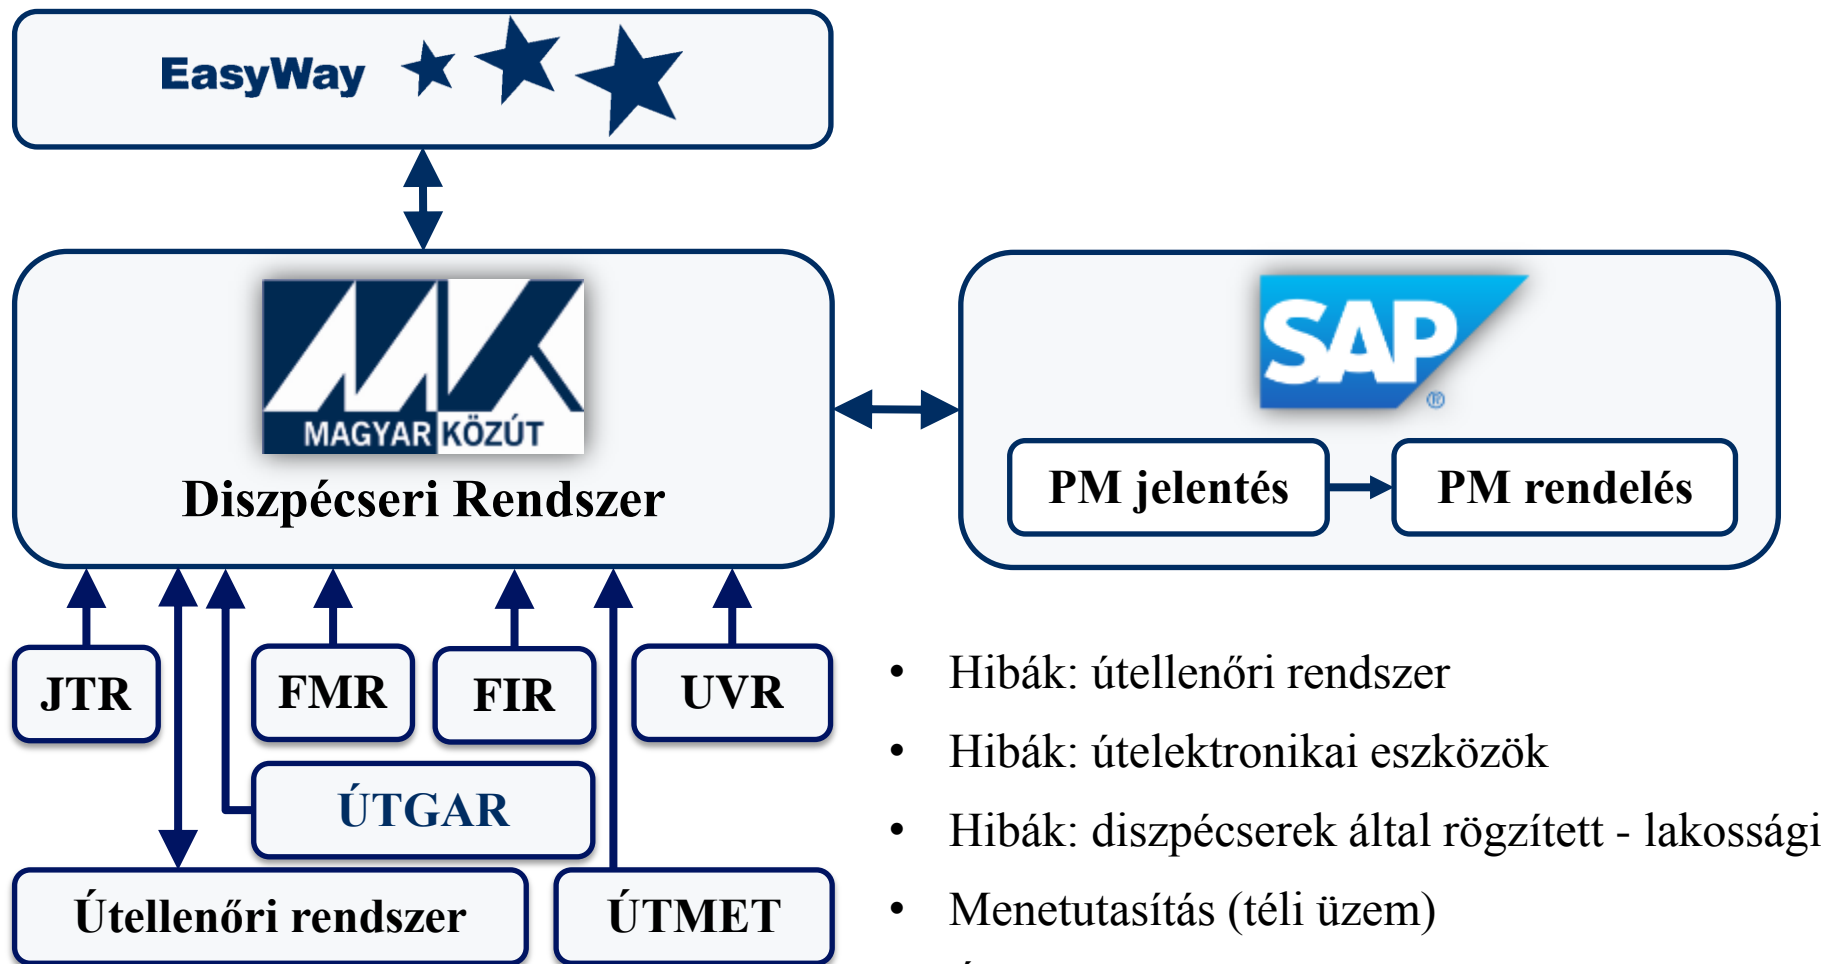 EasyWay
MAGYAR KÖZÚT
Diszpécseri Rendszer
SAP
®
PM jelentés
PM rendelés
JTR
FMR
FIR
UVR
ÚTGAR
Útellenőri rendszer
ÚTMET
• Hibák: útellenőri rendszer
• Hibák: útelektronikai eszközök
• Hibák: diszpécserek által rögzített - lakossági
• Menetutasítás (téli üzem)